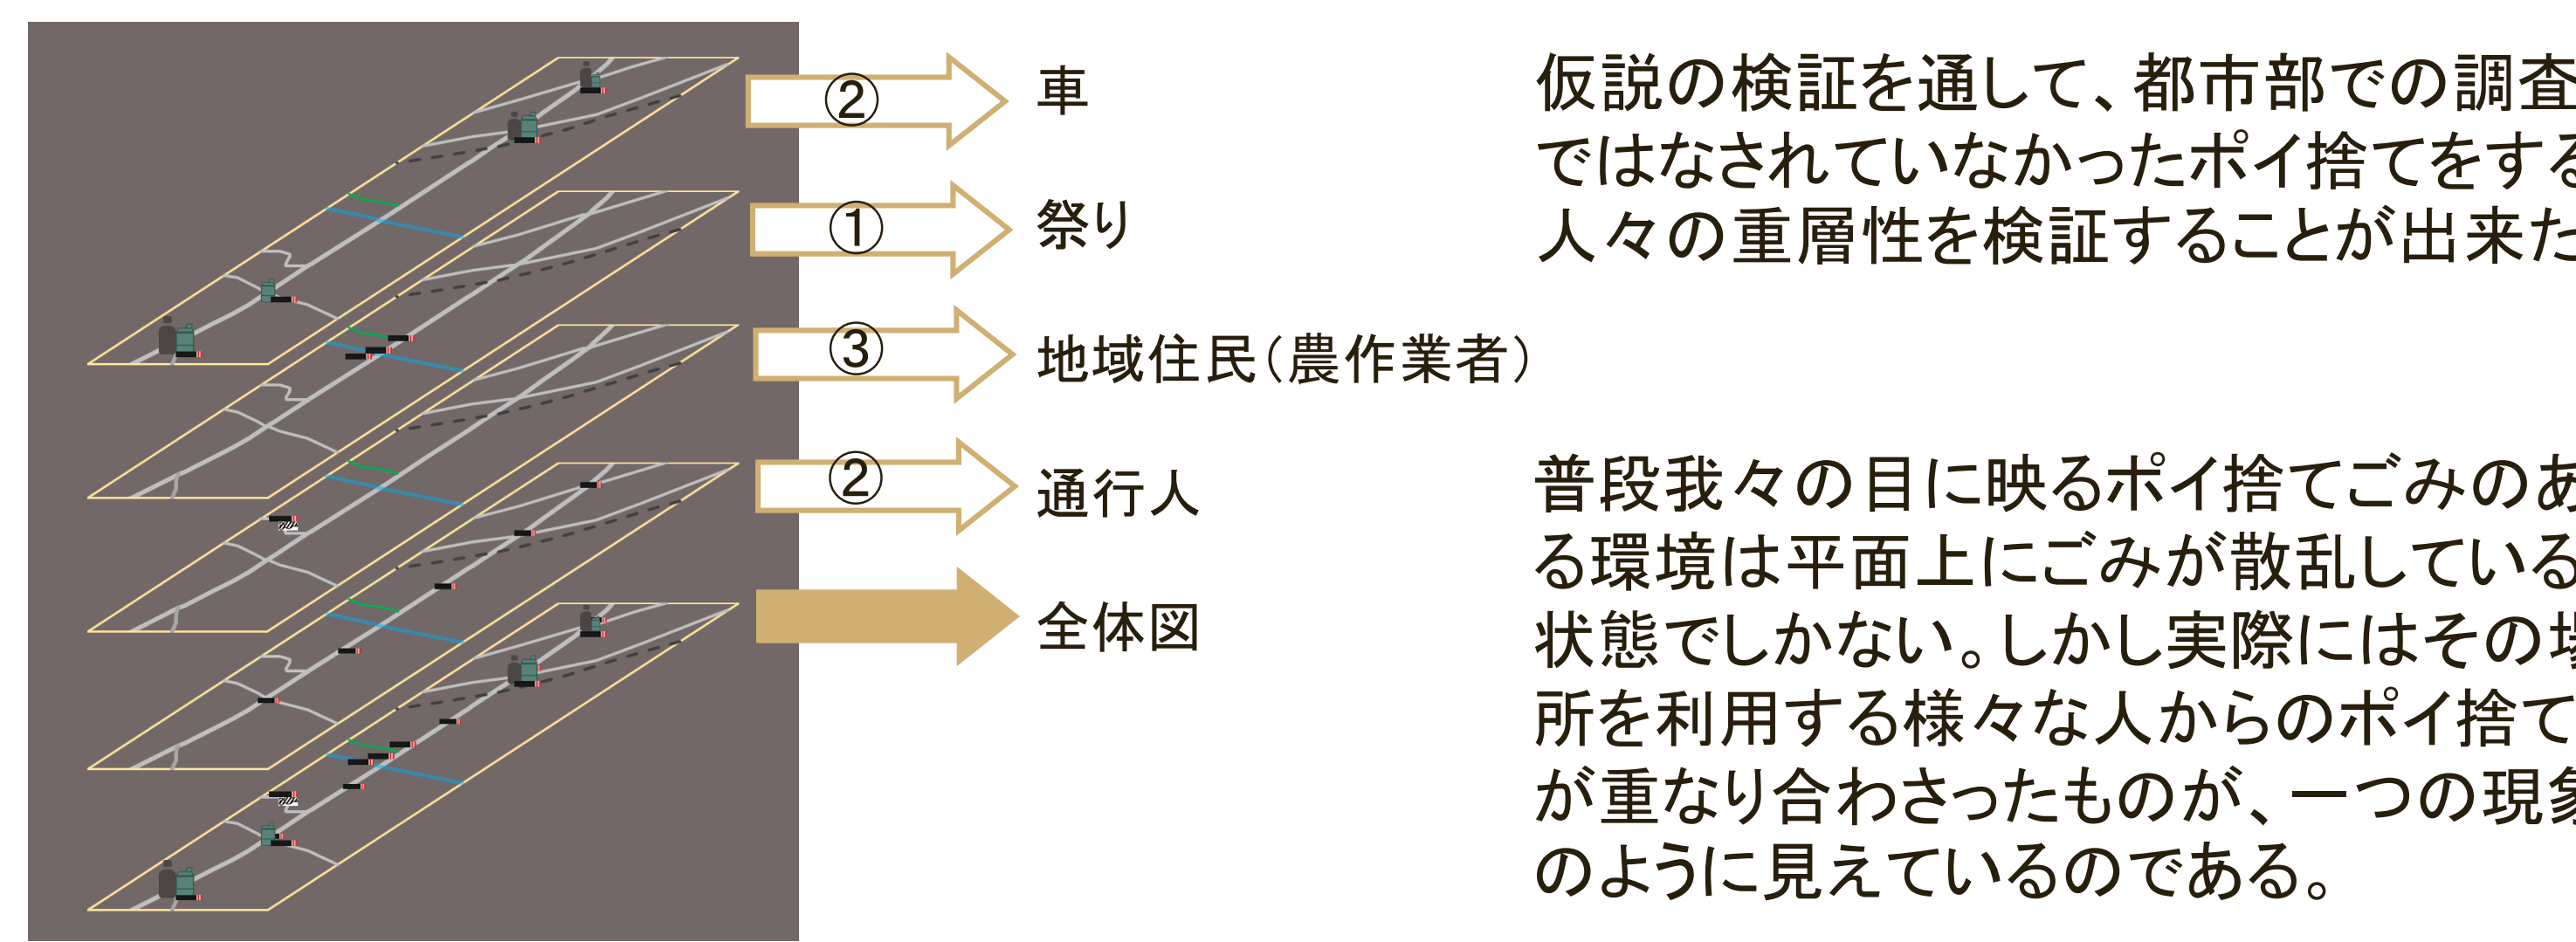 ② 車
① 祭り
③ 地域住民（農作業者）
② 通行人
全体図
仮説の検証を通して、都市部での調査
ではなされていなかったポイ捨てをする
人々の重層性を検証することが出来た
普段我々の目に映るポイ捨てごみのあ
る環境は平面上にごみが散乱している
状態でしかない。しかし実際にはその場
所を利用する様々な人からのポイ捨て
が重なり合わさったものが、一つの現象
のように見えているのである。